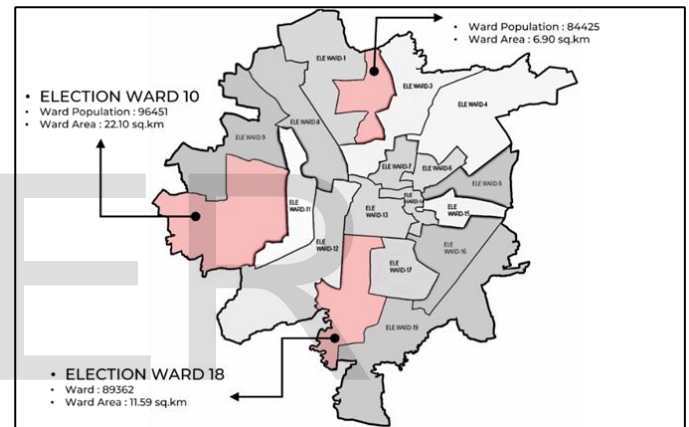 • Ward Population : 84425
• Ward Area : 6.90 sq.km
• ELECTION WARD 10
• Ward Population : 96451
• Ward Area : 22.10 sq.km
ELE WARD-1
ELE WARD-3
ELE WARD-4
ELE WARD-8
ELE WARD-9
ELE WARD-7
ELE WARD-6
ELE WARD-5
ELE
WARD-11
ELE
WARD-13
ELE
WARD-14
ELE
WARD-15
ELE
WARD-12
ELE
WARD-16
ELE
WARD-17
ELE WARD-19
• ELECTION WARD 18
• Ward : 89362
• Ward Area : 11.59 sq.km
ER